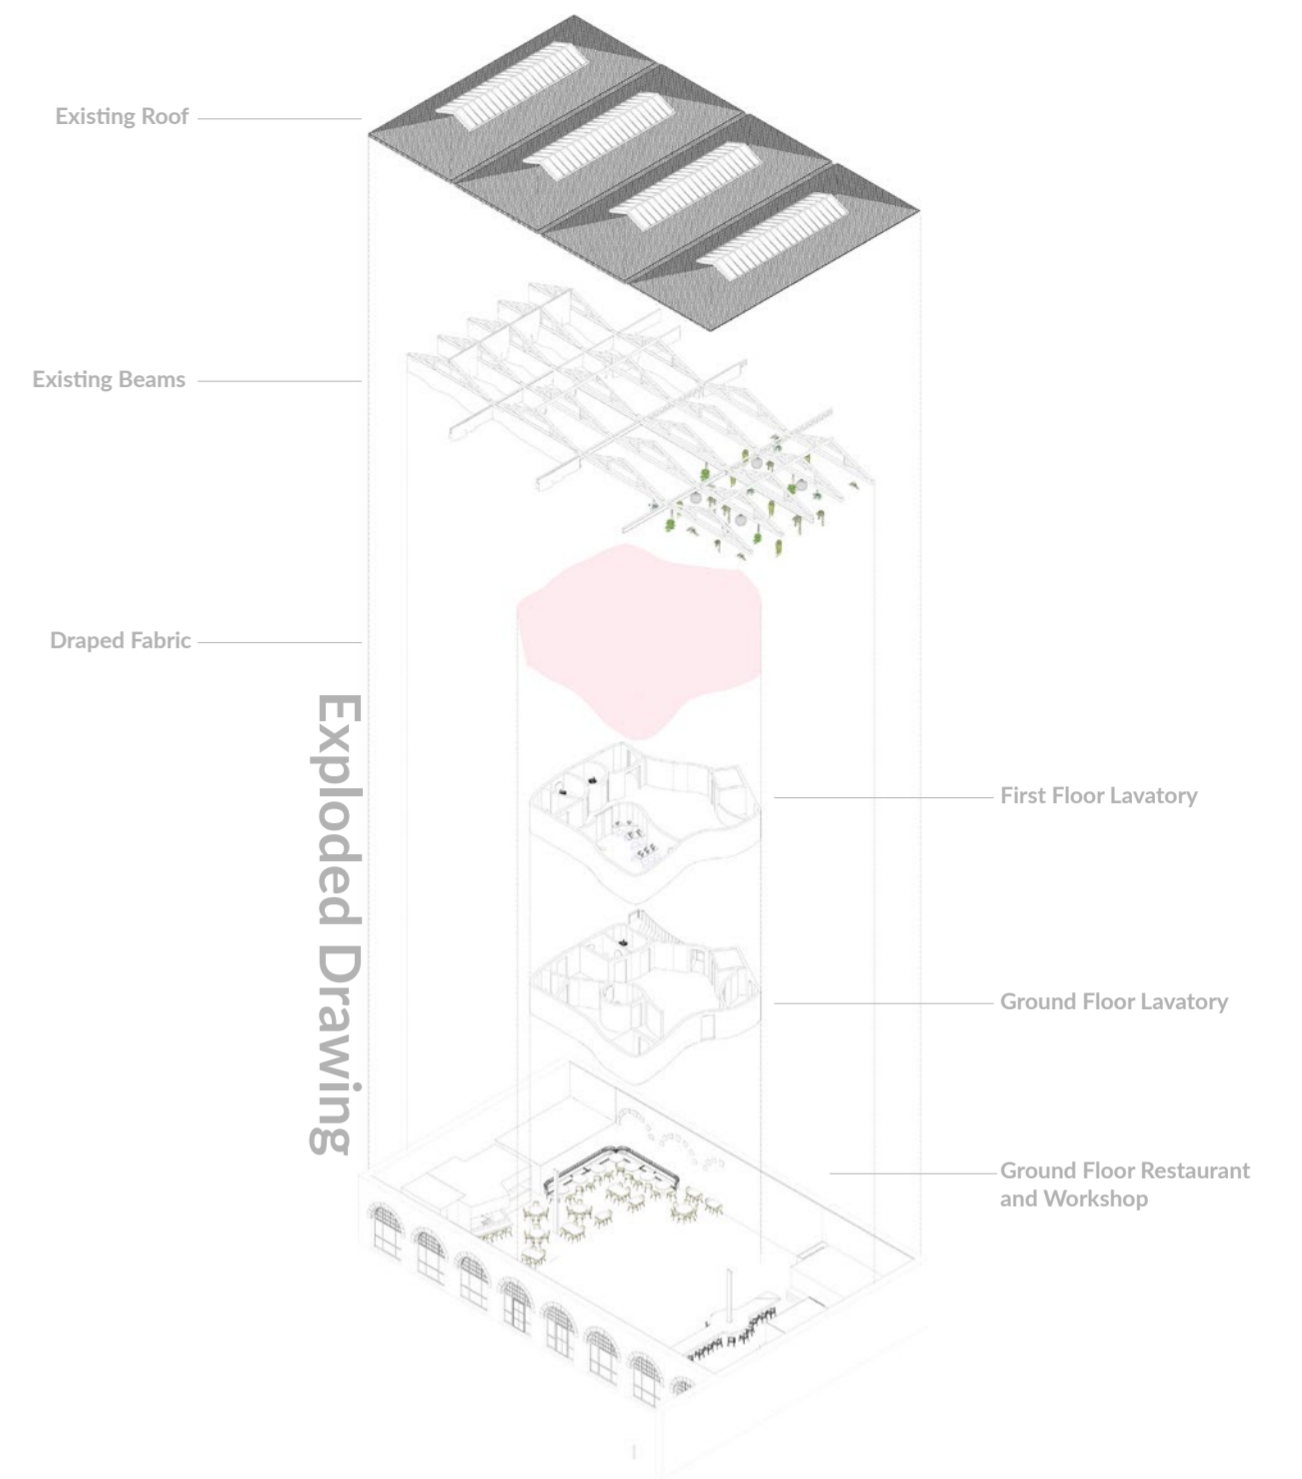 Existing Roof
Existing Beams
Draped Fabric
Exploded Drawing
First Floor Lavatory
Ground Floor Lavatory
Ground Floor Restaurant
and Workshop